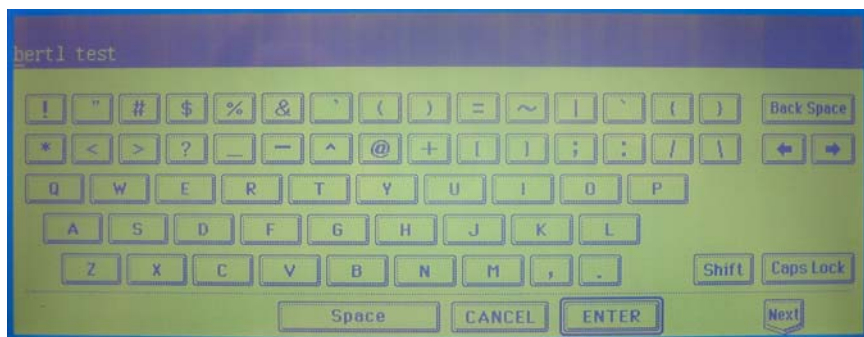 bertl test
! " # $ % & ` ( ) = ~ | ` { } Back Space
* < > ? _ - ^ @ + [ ] ; : / \
Q W E R T Y U I O P
A S D F G H J K L
Z X C V B N M , . Shift Caps Lock
Space CANCEL ENTER Next